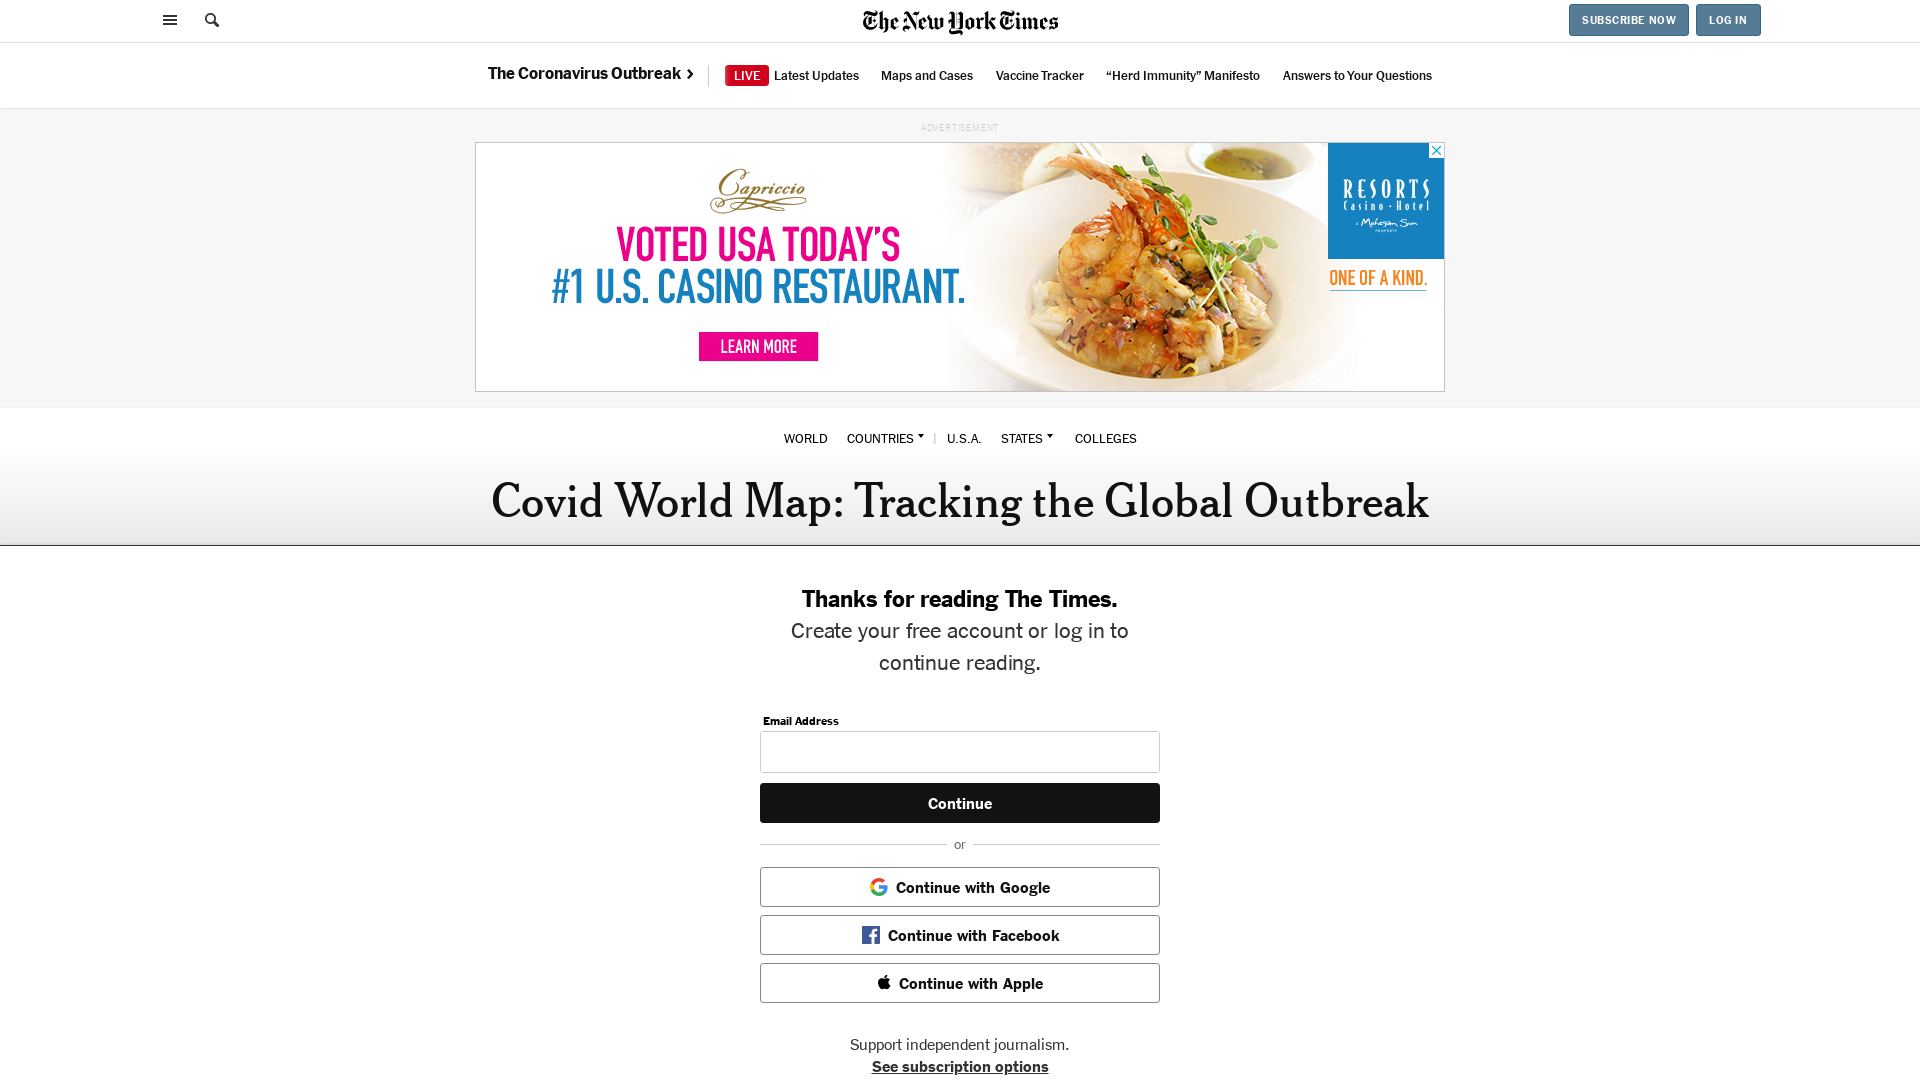 The New York Times
SUBSCRIBE NOW
LOG IN
The Coronavirus Outbreak
LIVE Latest Updates
Maps and Cases
Vaccine Tracker
“Herd Immunity” Manifesto
Answers to Your Questions
ADVERTISEMENT
Capriccio
VOTED USA TODAY’S
#1 U.S. CASINO RESTAURANT.
LEARN MORE
RESORTS
Casino • Hotel
a Mohegan Sun
PROPERTY
ONE OF A KIND.
WORLD
COUNTRIES
U.S.A.
STATES
COLLEGES
Covid World Map: Tracking the Global Outbreak
Thanks for reading The Times.
Create your free account or log in to
continue reading.
Email Address
Continue
or
Continue with Google
Continue with Facebook
Continue with Apple
Support independent journalism.
See subscription options